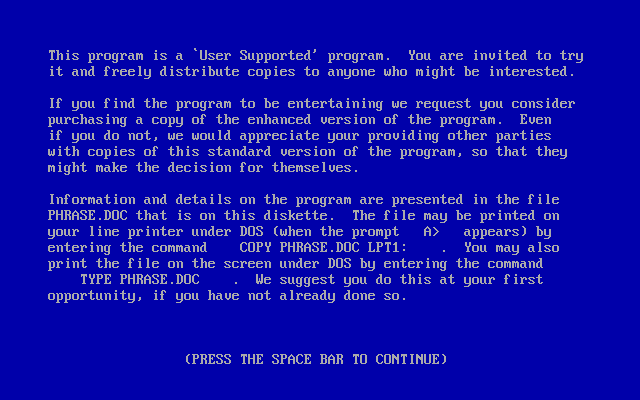 This program is a `User Supported' program.  You are invited to try
it and freely distribute copies to anyone who might be interested.
If you find the program to be entertaining we request you consider
purchasing a copy of the enhanced version of the program.  Even
if you do not, we would appreciate your providing other parties
with copies of this standard version of the program, so that they
might make the decision for themselves.
Information and details on the program are presented in the file
PHRASE.DOC that is on this diskette.  The file may be printed on
your line printer under DOS (when the prompt   A>   appears) by
entering the command    COPY PHRASE.DOC LPT1:    .  You may also
print the file on the screen under DOS by entering the command
    TYPE PHRASE.DOC    .  We suggest you do this at your first
opportunity, if you have not already done so.
(PRESS THE SPACE BAR TO CONTINUE)